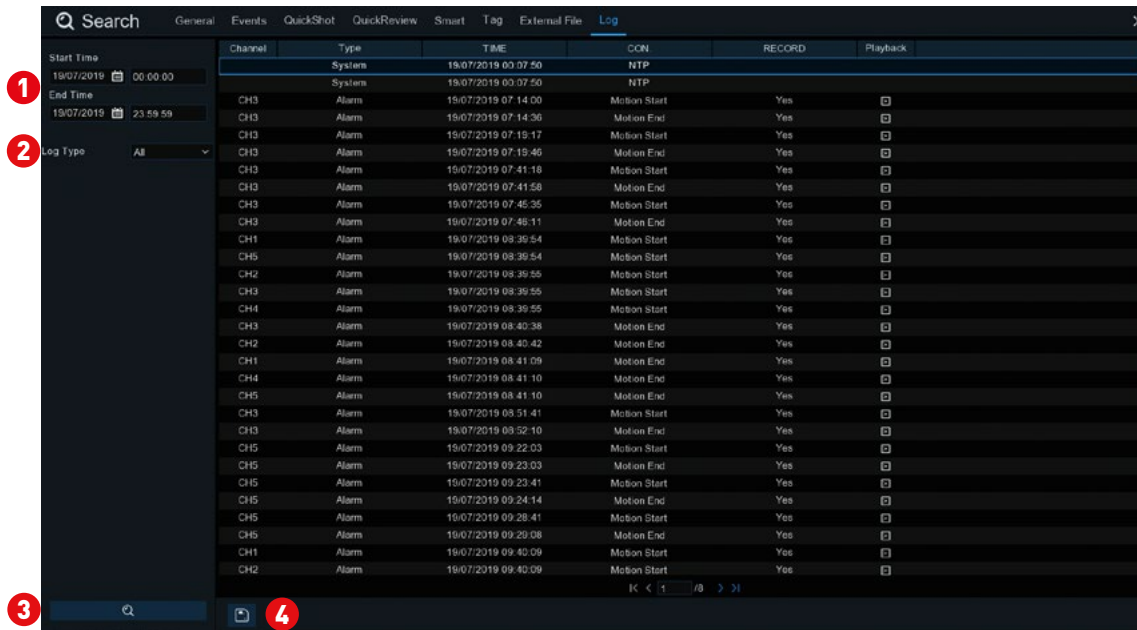 Search General Events QuickShot QuickReview Smart Tag External File Log
Start Time
1
19/07/2019 00:00:00
End Time
19/07/2019 23:59:59
2
Log Type All
Channel Type TIME CON. RECORD Playback
System 19/07/2019 00:07:50 NTP
System 19/07/2019 00:07:50 NTP
CH3 Alarm 19/07/2019 07:14:00 Motion Start Yes
CH3 Alarm 19/07/2019 07:14:36 Motion End Yes
CH3 Alarm 19/07/2019 07:19:17 Motion Start Yes
CH3 Alarm 19/07/2019 07:19:46 Motion End Yes
CH3 Alarm 19/07/2019 07:41:18 Motion Start Yes
CH3 Alarm 19/07/2019 07:41:58 Motion End Yes
CH3 Alarm 19/07/2019 07:45:35 Motion Start Yes
CH3 Alarm 19/07/2019 07:46:11 Motion End Yes
CH1 Alarm 19/07/2019 08:39:54 Motion Start Yes
CH5 Alarm 19/07/2019 08:39:54 Motion Start Yes
CH2 Alarm 19/07/2019 08:39:55 Motion Start Yes
CH3 Alarm 19/07/2019 08:39:55 Motion Start Yes
CH4 Alarm 19/07/2019 08:39:55 Motion Start Yes
CH3 Alarm 19/07/2019 08:40:38 Motion End Yes
CH2 Alarm 19/07/2019 08:40:42 Motion End Yes
CH1 Alarm 19/07/2019 08:41:09 Motion End Yes
CH4 Alarm 19/07/2019 08:41:10 Motion End Yes
CH5 Alarm 19/07/2019 08:41:10 Motion End Yes
CH3 Alarm 19/07/2019 08:51:41 Motion Start Yes
CH3 Alarm 19/07/2019 08:52:10 Motion End Yes
CH5 Alarm 19/07/2019 09:22:03 Motion Start Yes
CH5 Alarm 19/07/2019 09:23:03 Motion End Yes
CH5 Alarm 19/07/2019 09:23:41 Motion Start Yes
CH5 Alarm 19/07/2019 09:24:14 Motion End Yes
CH5 Alarm 19/07/2019 09:28:41 Motion Start Yes
CH5 Alarm 19/07/2019 09:29:08 Motion End Yes
CH1 Alarm 19/07/2019 09:40:09 Motion Start Yes
CH2 Alarm 19/07/2019 09:40:09 Motion Start Yes
1 /8
3
4